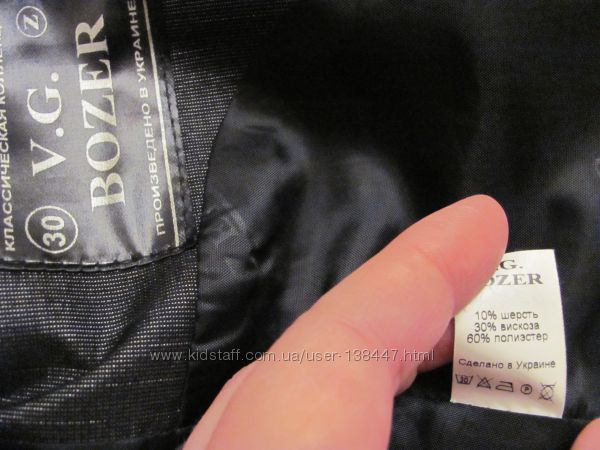 КЛАССИЧЕСКАЯ
Z
30
V.G.
BOZER
ПРОИЗВЕДЕНО В УКРАИНЕ
.G.
BOZER
10% шерсть
30% вискоза
60% полиэстер
Сделано в Украине
www.kidstaff.com.ua/user-138447.html